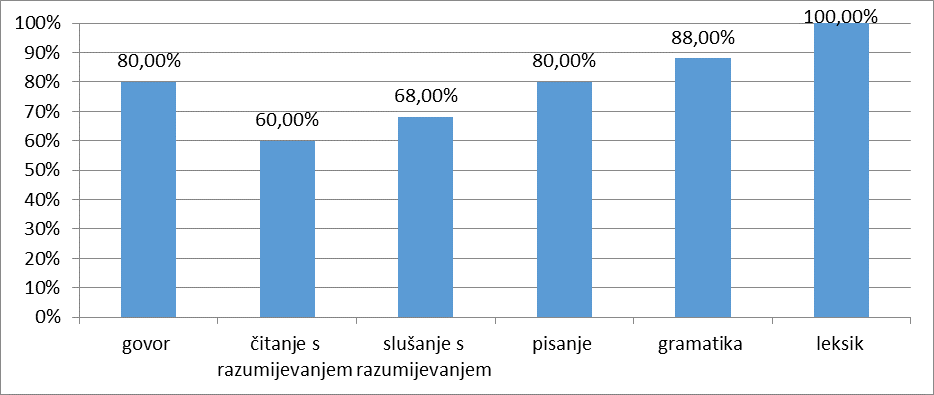 100%
90%
80%
70%
60%
50%
40%
30%
20%
10%
0%
80,00%
60,00%
68,00%
80,00%
88,00%
100,00%
govor
čitanje s
razumijevanjem
slušanje s
razumijevanjem
pisanje
gramatika
leksik